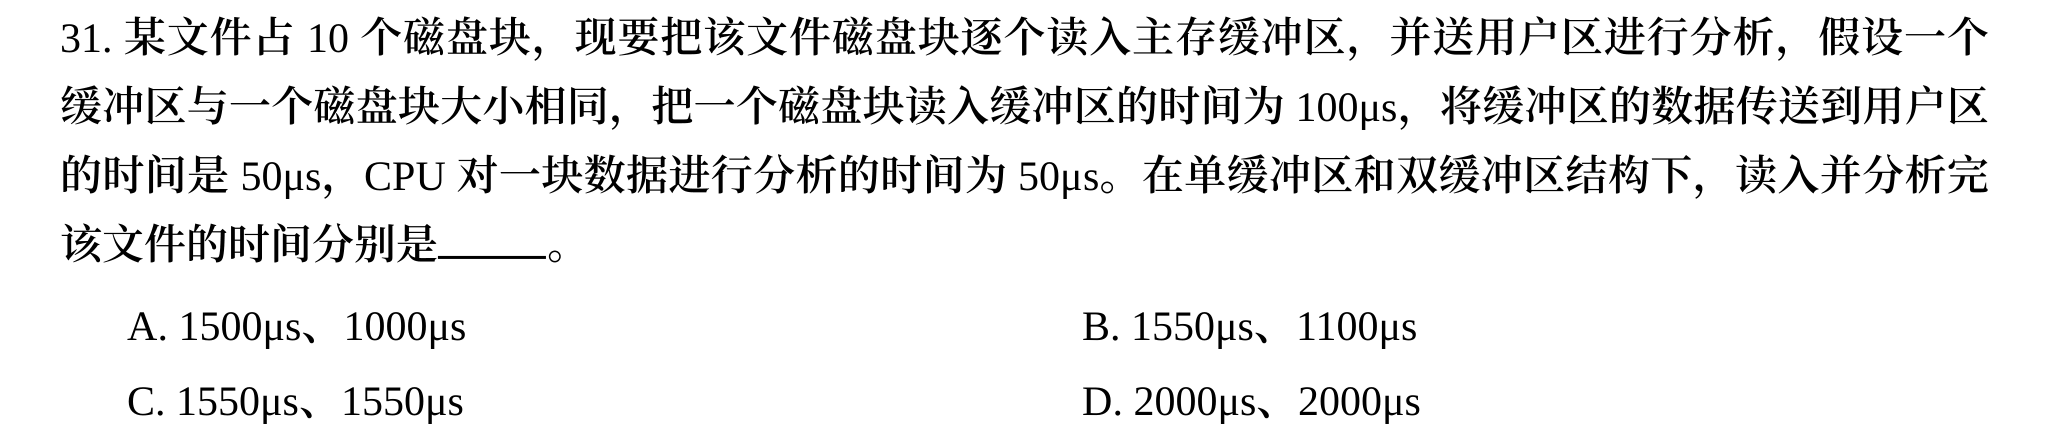 31. 某文件占 10 个磁盘块，现要把该文件磁盘块逐个读入主存缓冲区，并送用户区进行分析，假设一个
缓冲区与一个磁盘块大小相同，把一个磁盘块读入缓冲区的时间为 100μs，将缓冲区的数据传送到用户区
的时间是 50μs，CPU 对一块数据进行分析的时间为 50μs。在单缓冲区和双缓冲区结构下，读入并分析完
该文件的时间分别是_____。
A. 1500μs、1000μs B. 1550μs、1100μs
C. 1550μs、1550μs D. 2000μs、2000μs